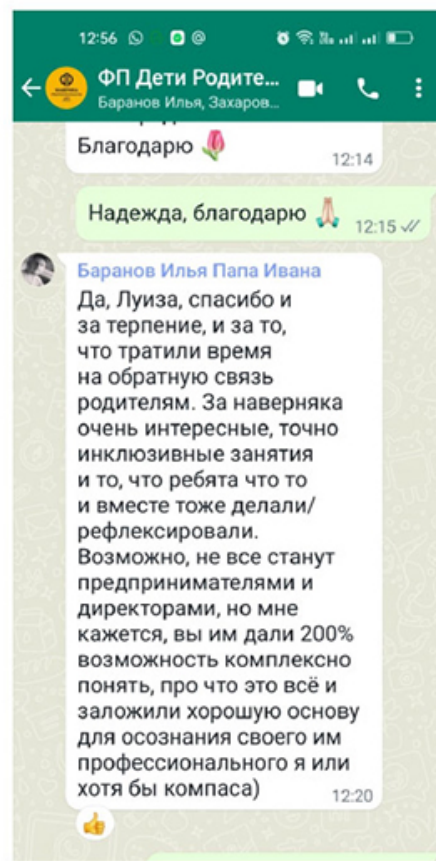 12:56
ФП Дети Родите...
Баранов Илья, Захаров...
Благодарю
12:14
Надежда, благодарю
12:15
Баранов Илья Папа Ивана
Да, Луиза, спасибо и
за терпение, и за то,
что тратили время
на обратную связь
родителям. За наверняка
очень интересные, точно
инклюзивные занятия
и то, что ребята что то
и вместе тоже делали/
рефлексировали.
Возможно, не все станут
предпринимателями и
директорами, но мне
кажется, вы им дали 200%
возможность комплексно
понять, про что это всё и
заложили хорошую основу
для осознания своего им
профессионального я или
хотя бы компаса)
12:20